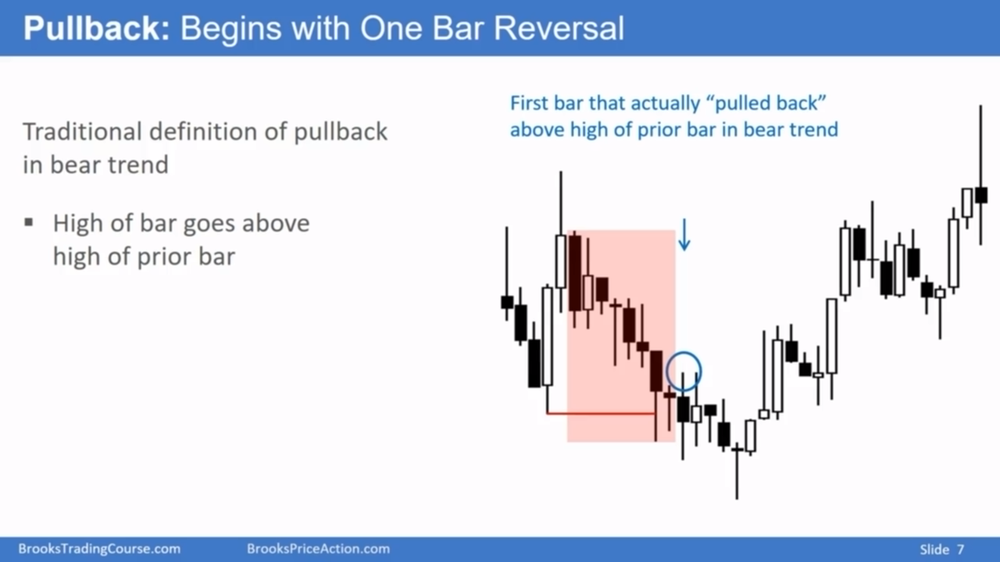 Pullback: Begins with One Bar Reversal
First bar that actually “pulled back”
above high of prior bar in bear trend
Traditional definition of pullback
in bear trend
▪ High of bar goes above
high of prior bar
BrooksTradingCourse.com
BrooksPriceAction.com
Slide 7